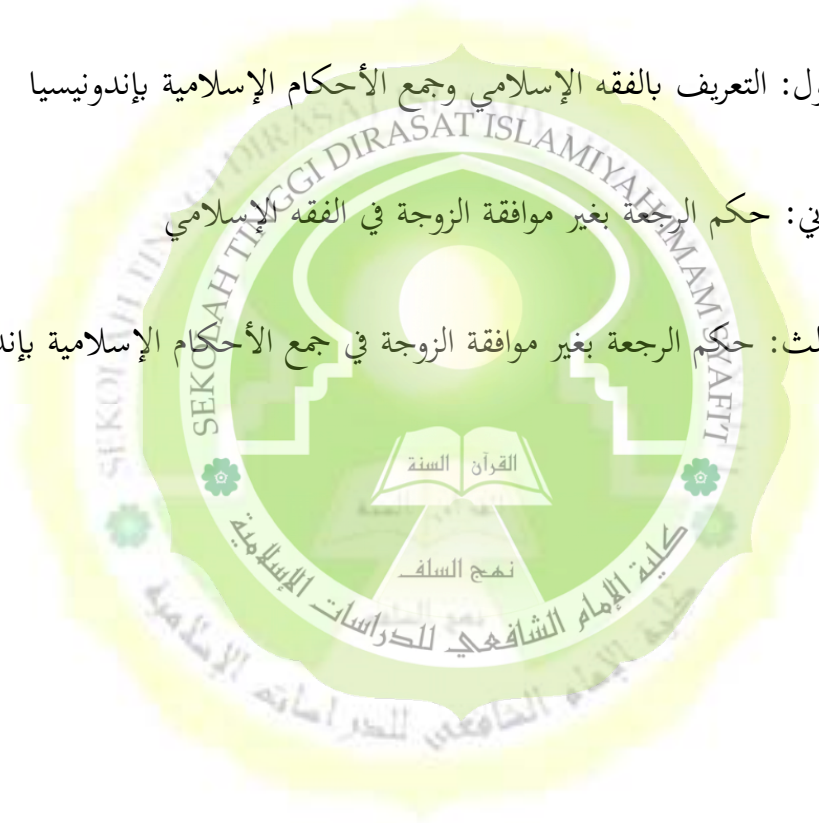 ول: التعريف بالفقه الإسلامي وجمع الأحكام الإسلامية بإندونيسيا
ني: حكم الرجعة بغير موافقة الزوجة في الفقه الإسلامي
لث: حكم الرجعة بغير موافقة الزوجة في جمع الأحكام الإسلامية بإند
SEKOLAH TINGGI DIRASAT ISLAMIYAH IMAM SYAFI'I
القرآن السنة
نهج السلف
كلية الإمام الشافعي للدراسات الإسلامية